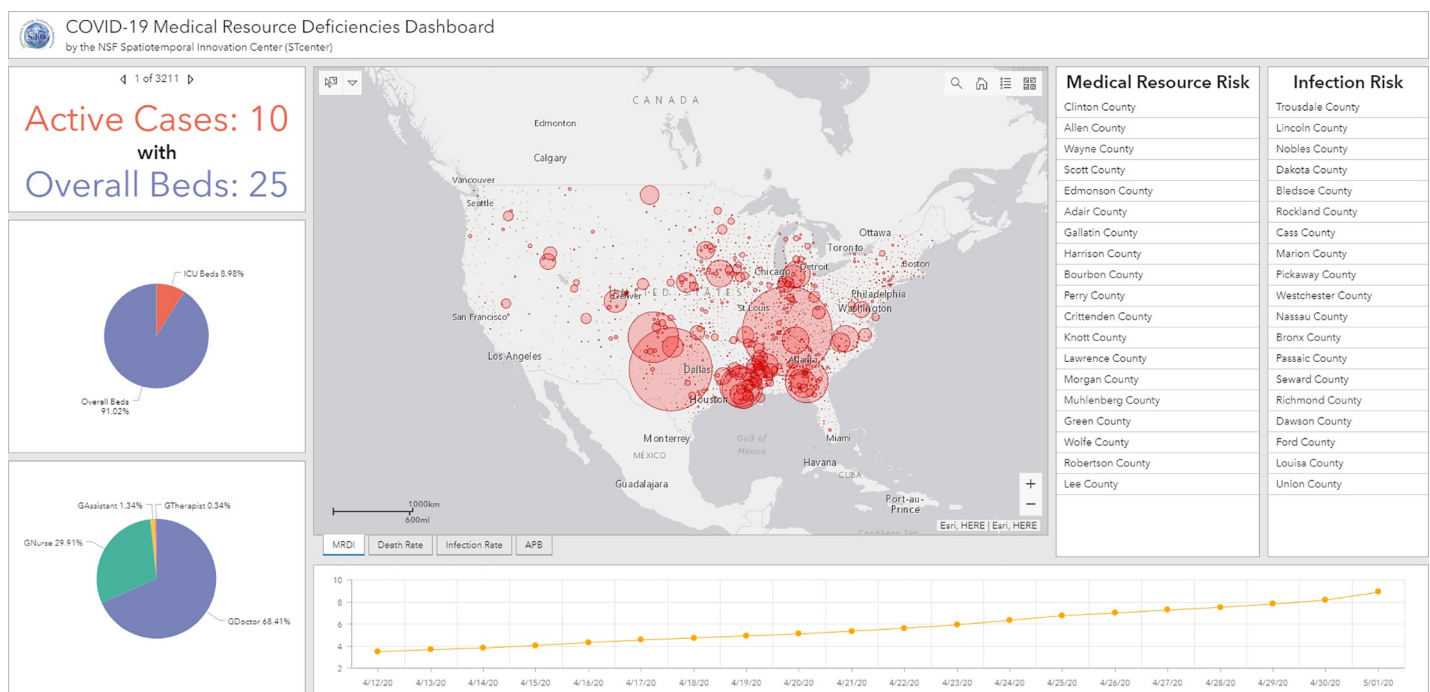 COVID-19 Medical Resource Deficiencies Dashboard
by the NSF Spatiotemporal Innovation Center (STcenter)
1 of 3211
Active Cases: 10
with
Overall Beds: 25
ICU Beds 8.98%
Overall Beds
91.02%
GAssistant 1.34%
GTherapist 0.34%
GNurse 29.91%
GDoctor 68.41%
CANADA
Edmonton
Calgary
Vancouver
Seattle
Ottawa
Toronto
Boston
Chicago
Detroit
UNITED STATES
Denver
Philadelphia
St Louis
Washington
San Francisco
Los Angeles
Atlanta
Dallas
Houston
Monterrey
Gulf of
Mexico
Miami
MÉXICO
Havana
CUBA
Guadalajara
Port-au-
Prince
Caribbean Sea
1000km
600mi
+
−
Esri, HERE | Esri, HERE
MRDI
Death Rate
Infection Rate
APB
Medical Resource Risk
Clinton County
Allen County
Wayne County
Scott County
Edmonson County
Adair County
Gallatin County
Harrison County
Bourbon County
Perry County
Crittenden County
Knott County
Lawrence County
Morgan County
Muhlenberg County
Green County
Wolfe County
Robertson County
Lee County
Infection Risk
Trousdale County
Lincoln County
Nobles County
Dakota County
Bledsoe County
Rockland County
Cass County
Marion County
Pickaway County
Westchester County
Nassau County
Bronx County
Passaic County
Seward County
Richmond County
Dawson County
Ford County
Louisa County
Union County
10
8
6
4
2
4/12/20
4/13/20
4/14/20
4/15/20
4/16/20
4/17/20
4/18/20
4/19/20
4/20/20
4/21/20
4/22/20
4/23/20
4/24/20
4/25/20
4/26/20
4/27/20
4/28/20
4/29/20
4/30/20
5/01/20